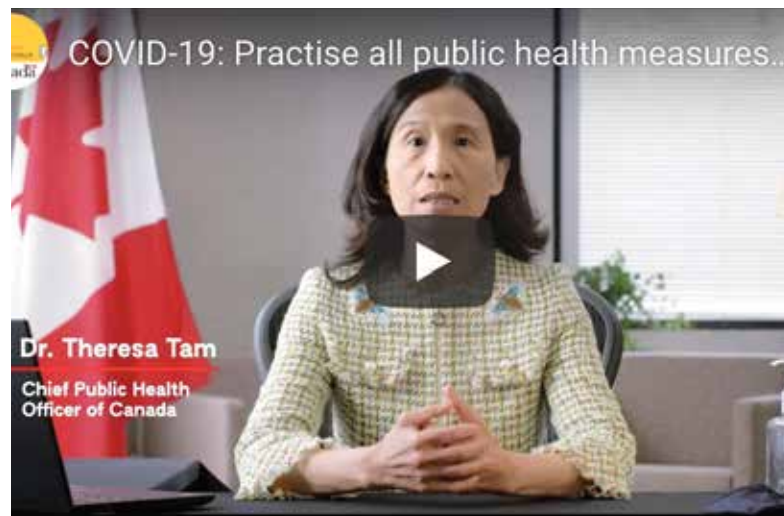 COVID-19: Practise all public health measures...
Dr. Theresa Tam
Chief Public Health
Officer of Canada